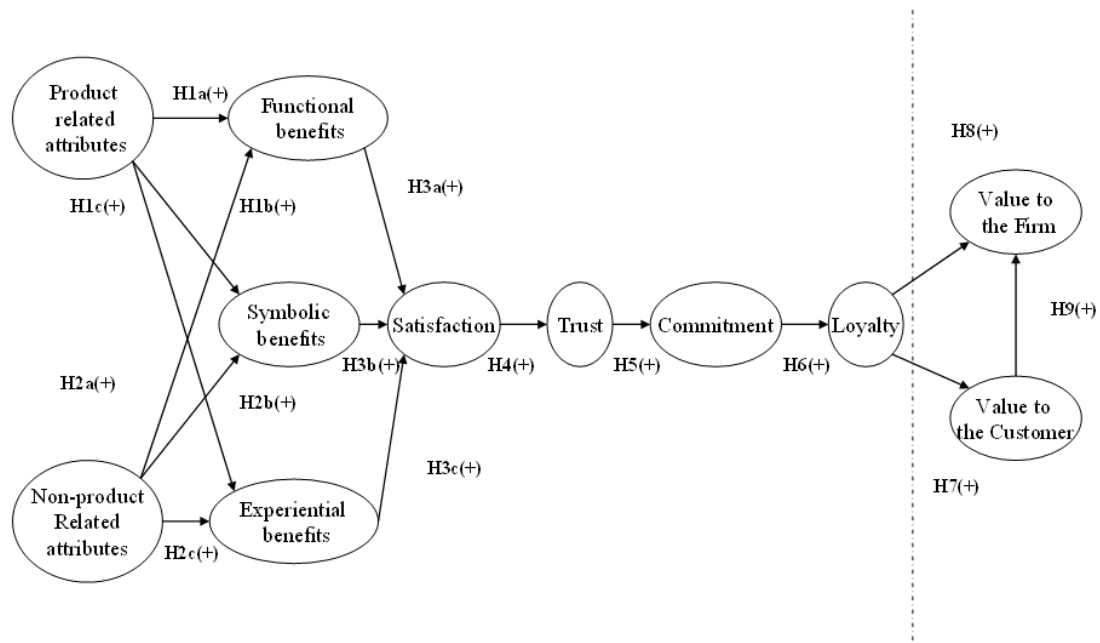 Product
related
attributes
H1a(+)
Functional
benefits
H1c(+)
H1b(+)
H3a(+)
H8(+)
Value to
the Firm
Symbolic
benefits
Satisfaction
Trust
Commitment
Loyalty
H9(+)
H3b(+)
H4(+)
H5(+)
H6(+)
H2a(+)
H2b(+)
Value to
the Customer
H3c(+)
H7(+)
Non-product
Related
attributes
H2c(+)
Experiential
benefits